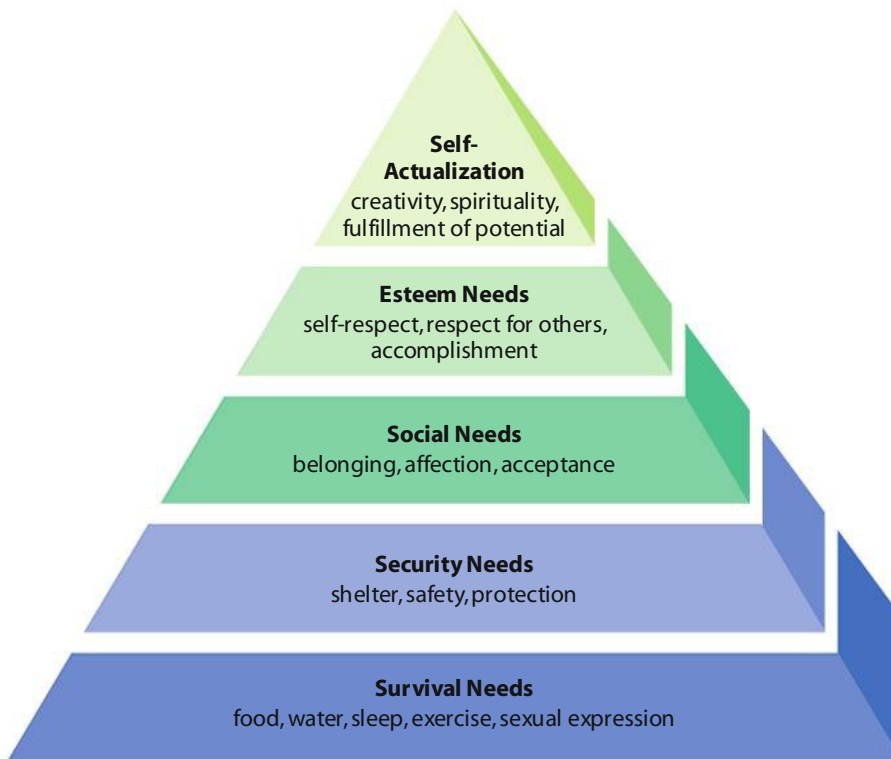 Self-
Actualization
creativity, spirituality,
fulfillment of potential
Esteem Needs
self-respect, respect for others,
accomplishment
Social Needs
belonging, affection, acceptance
Security Needs
shelter, safety, protection
Survival Needs
food, water, sleep, exercise, sexual expression